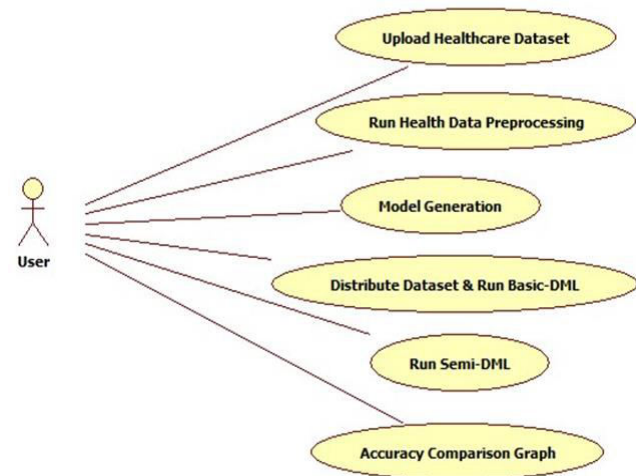 Upload Healthcare Dataset
Run Health Data Preprocessing
Model Generation
User
Distribute Dataset & Run Basic-DML
Run Semi-DML
Accuracy Comparison Graph